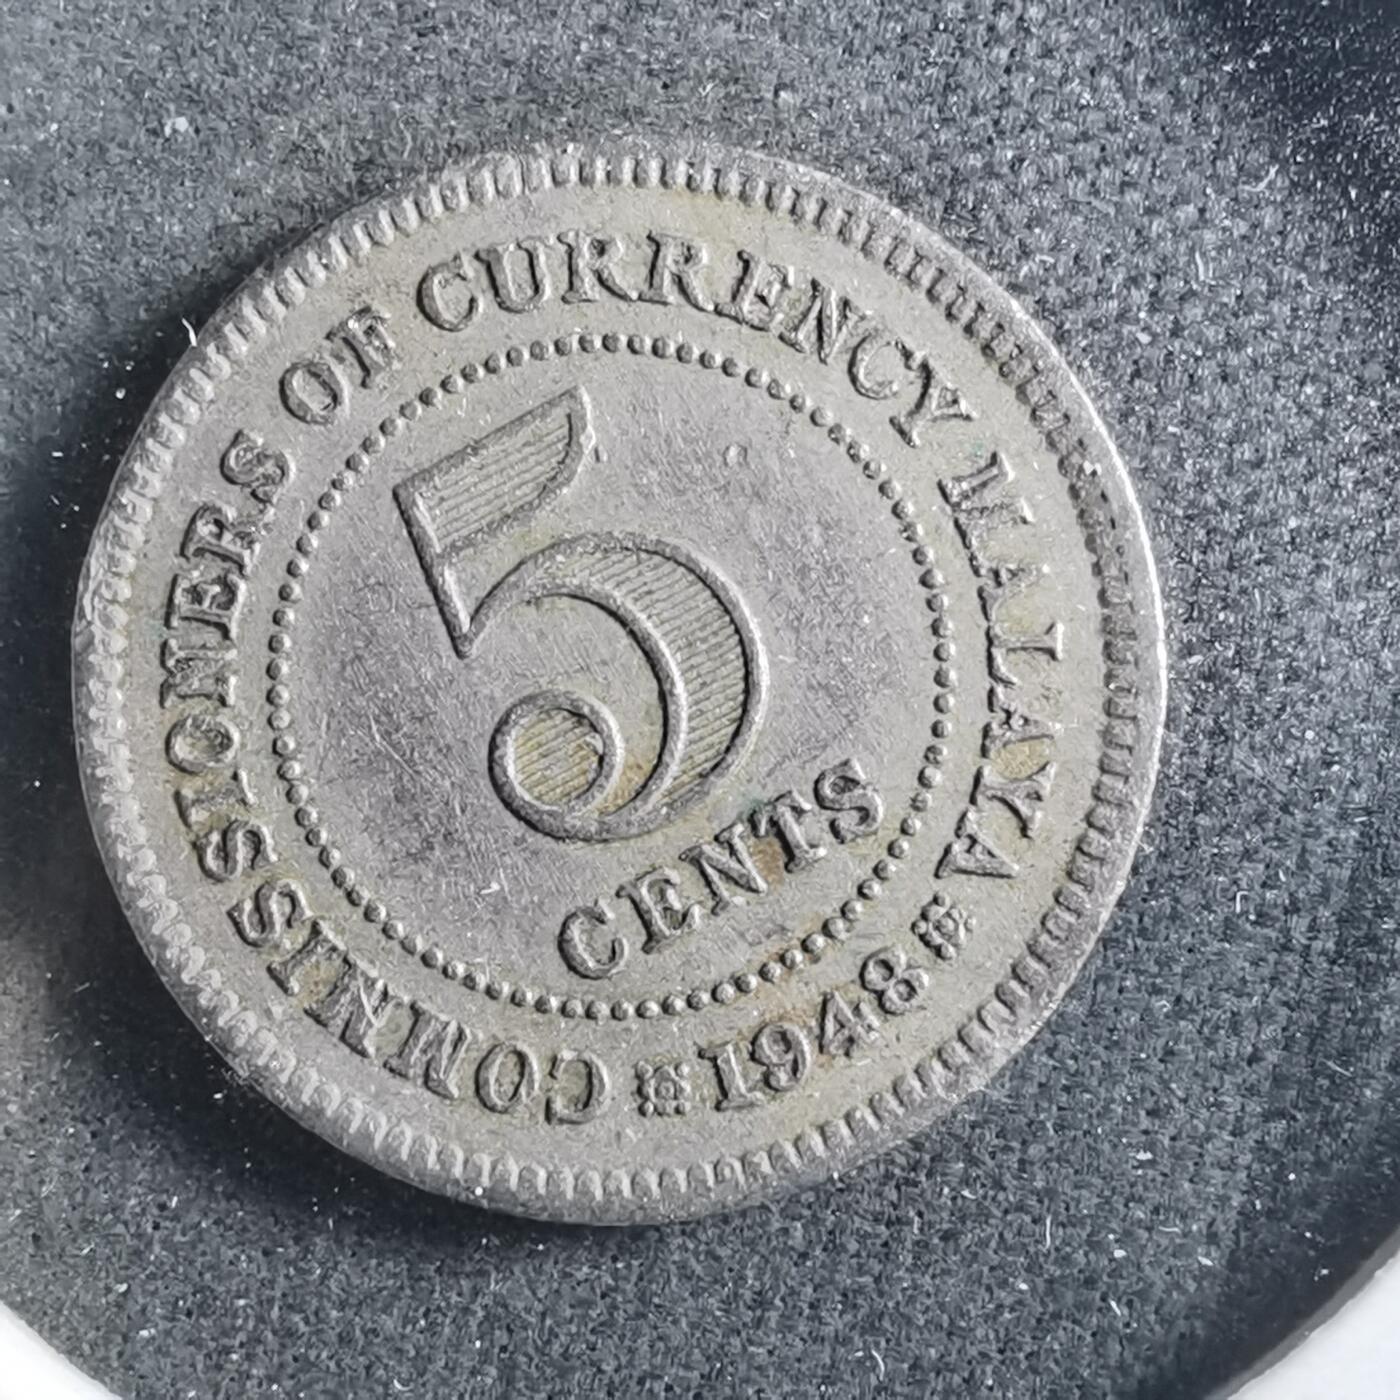 COMMISSIONERS OF CURRENCY MALAYA
5
CENTS
1948